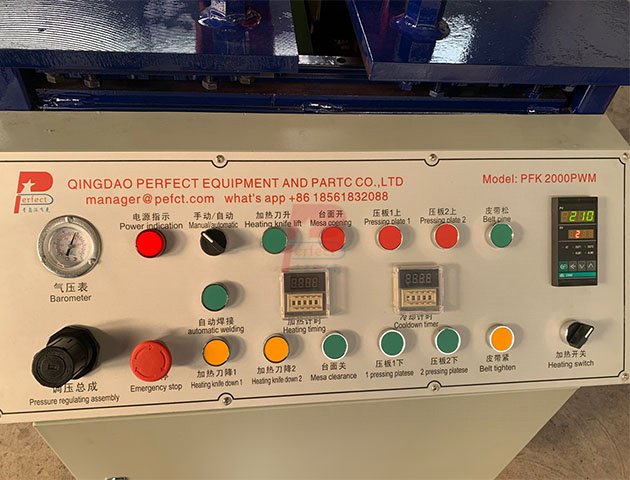 Perfect
QINGDAO PERFECT EQUIPMENT AND PARTC CO.,LTD
manager@pefct.com what's app +86 18561832088
Model: PFK 2000PWM
电源指示
Power indication
手动/自动
Manual/automatic
加热刀升
Heating knife lift
台面开
Mesa opening
压板1上
Pressing plate 1
压板2上
Pressing plate 2
皮带松
Belt pine
210
2
气压表
Barometer
自动焊接
automatic welding
加热计时
Heating timing
冷却计时
Cooldown timer
调压总成
Pressure regulating assembly
Emergency stop
加热刀降1
Heating knife down 1
加热刀降2
Heating knife down 2
台面关
Mesa clearance
压板1下
1 pressing platese
压板2下
2 pressing platese
皮带紧
Belt tighten
加热开关
Heating switch